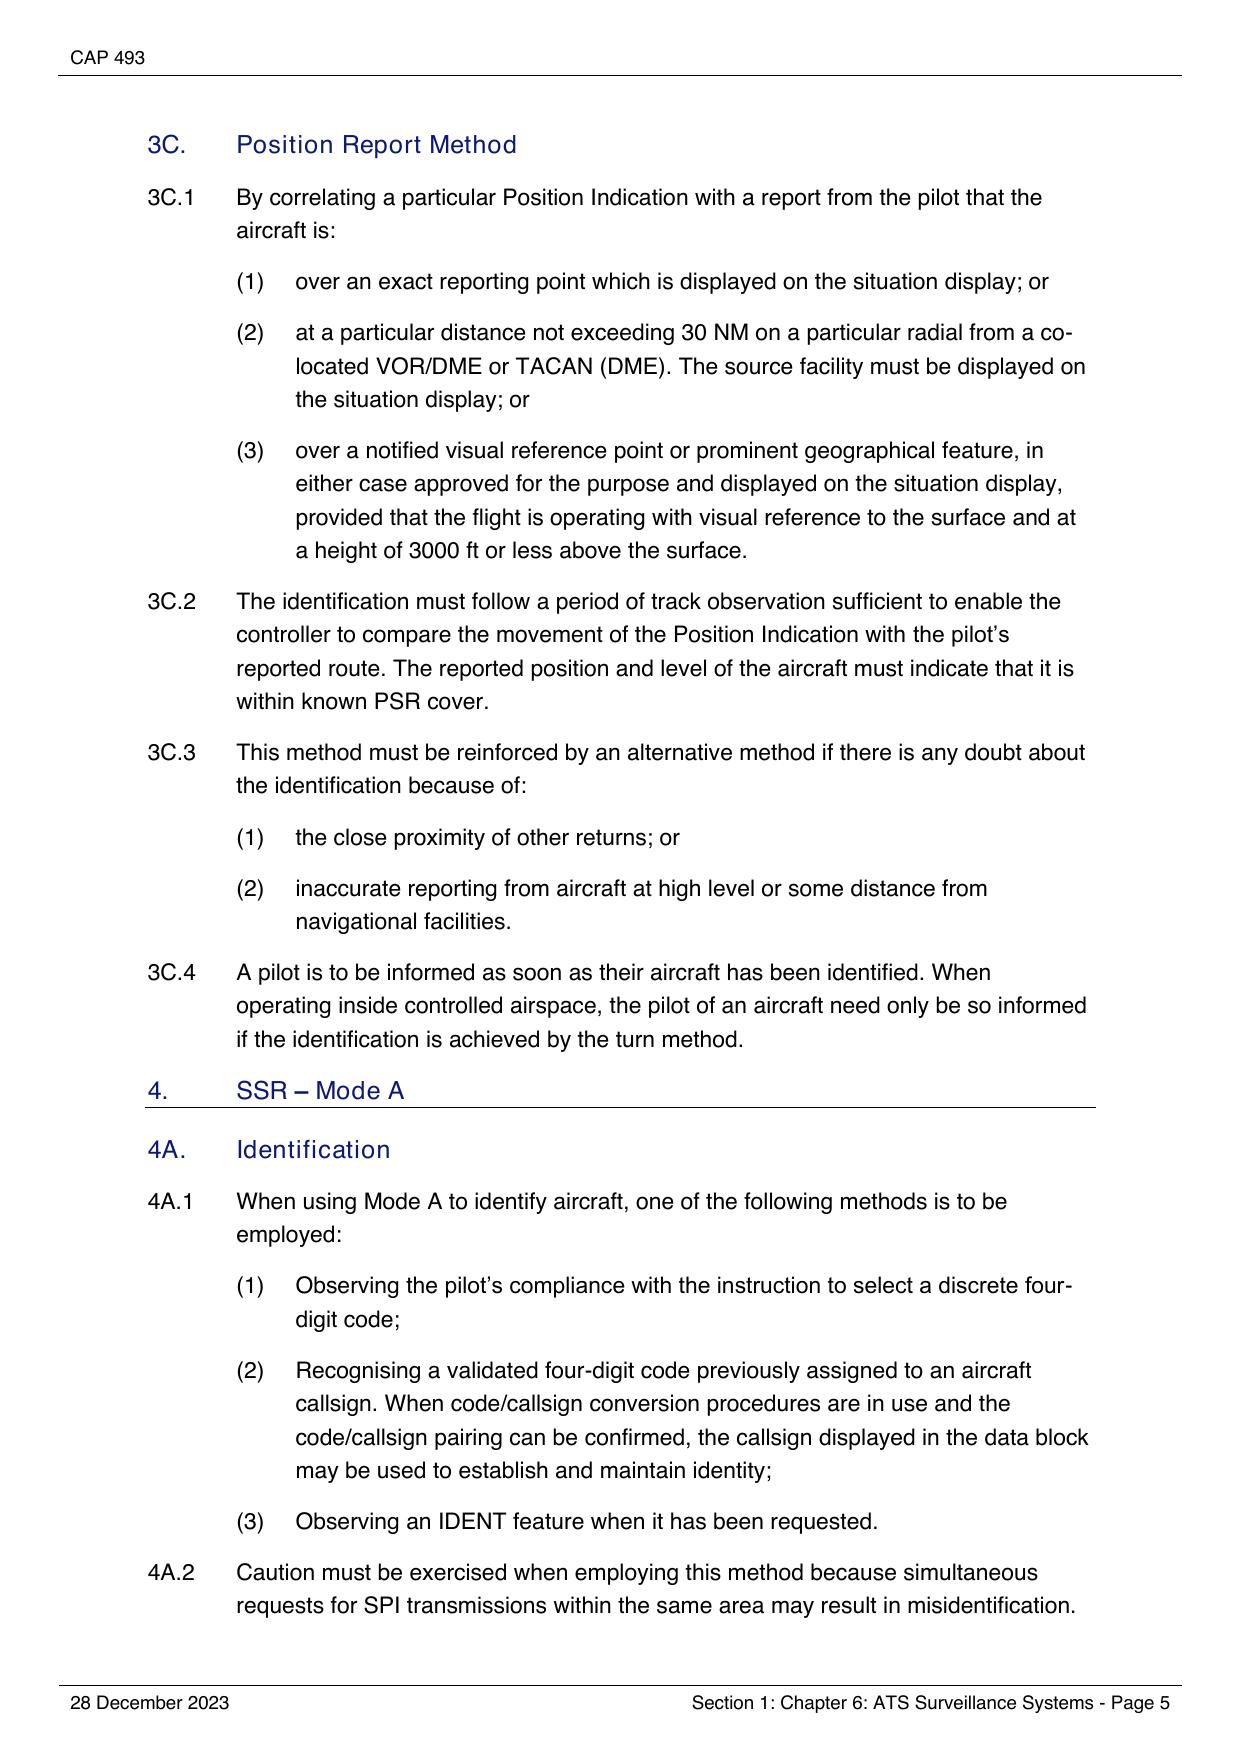 CAP 493
3C. Position Report Method
3C.1 By correlating a particular Position Indication with a report from the pilot that the
aircraft is:
(1) over an exact reporting point which is displayed on the situation display; or
(2) at a particular distance not exceeding 30 NM on a particular radial from a co-
located VOR/DME or TACAN (DME). The source facility must be displayed on
the situation display; or
(3) over a notified visual reference point or prominent geographical feature, in
either case approved for the purpose and displayed on the situation display,
provided that the flight is operating with visual reference to the surface and at
a height of 3000 ft or less above the surface.
3C.2 The identification must follow a period of track observation sufficient to enable the
controller to compare the movement of the Position Indication with the pilot’s
reported route. The reported position and level of the aircraft must indicate that it is
within known PSR cover.
3C.3 This method must be reinforced by an alternative method if there is any doubt about
the identification because of:
(1) the close proximity of other returns; or
(2) inaccurate reporting from aircraft at high level or some distance from
navigational facilities.
3C.4 A pilot is to be informed as soon as their aircraft has been identified. When
operating inside controlled airspace, the pilot of an aircraft need only be so informed
if the identification is achieved by the turn method.
4. SSR – Mode A
4A. Identification
4A.1 When using Mode A to identify aircraft, one of the following methods is to be
employed:
(1) Observing the pilot’s compliance with the instruction to select a discrete four-
digit code;
(2) Recognising a validated four-digit code previously assigned to an aircraft
callsign. When code/callsign conversion procedures are in use and the
code/callsign pairing can be confirmed, the callsign displayed in the data block
may be used to establish and maintain identity;
(3) Observing an IDENT feature when it has been requested.
4A.2 Caution must be exercised when employing this method because simultaneous
requests for SPI transmissions within the same area may result in misidentification.
28 December 2023 Section 1: Chapter 6: ATS Surveillance Systems - Page 5